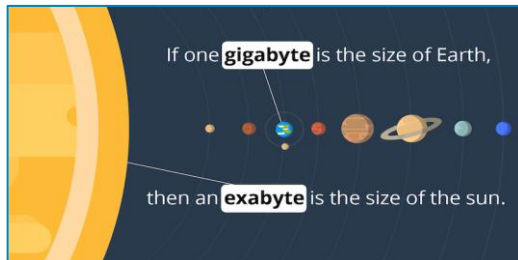 If one gigabyte is the size of Earth,
then an exabyte is the size of the sun.